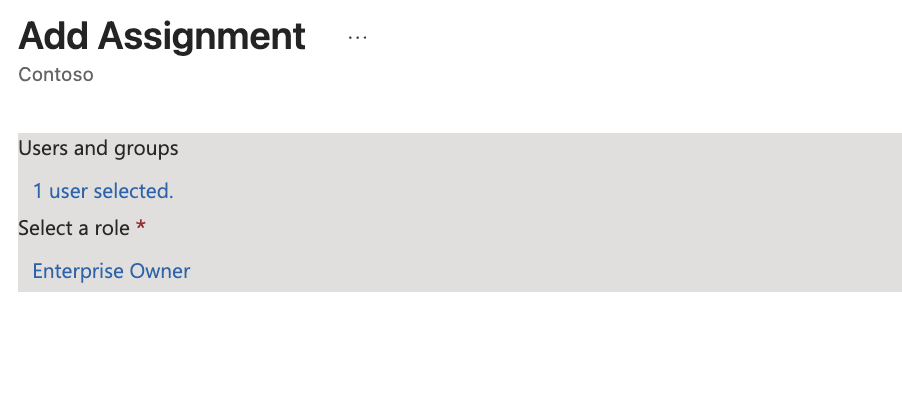 Add Assignment ...
Contoso
Users and groups
1 user selected.
Select a role *
Enterprise Owner